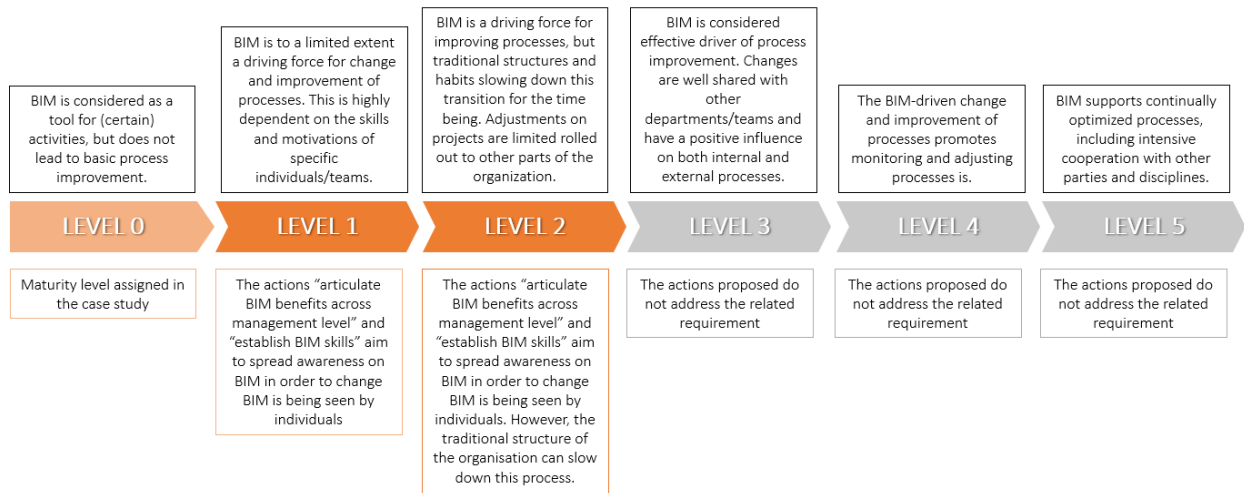 BIM is considered as a
tool for (certain)
activities, but does not
lead to basic process
improvement.
BIM is to a limited extent
a driving force for change
and improvement of
processes. This is highly
dependent on the skills
and motivations of
specific
individuals/teams.
BIM is a driving force for
improving processes, but
traditional structures and
habits slowing down this
transition for the time
being. Adjustments on
projects are limited rolled
out to other parts of the
organization.
BIM is considered
effective driver of process
improvement. Changes
are well shared with
other
departments/teams and
have a positive influence
on both internal and
external processes.
The BIM-driven change
and improvement of
processes promotes
monitoring and adjusting
processes is.
BIM supports continually
optimized processes,
including intensive
cooperation with other
parties and disciplines.
LEVEL 0
LEVEL 1
LEVEL 2
LEVEL 3
LEVEL 4
LEVEL 5
Maturity level assigned in
the case study
The actions “articulate
BIM benefits across
management level” and
“establish BIM skills” aim
to spread awareness on
BIM in order to change
BIM is being seen by
individuals
The actions “articulate
BIM benefits across
management level” and
“establish BIM skills” aim
to spread awareness on
BIM in order to change
BIM is being seen by
individuals. However, the
traditional structure of
the organisation can slow
down this process.
The actions proposed do
not address the related
requirement
The actions proposed do
not address the related
requirement
The actions proposed do
not address the related
requirement